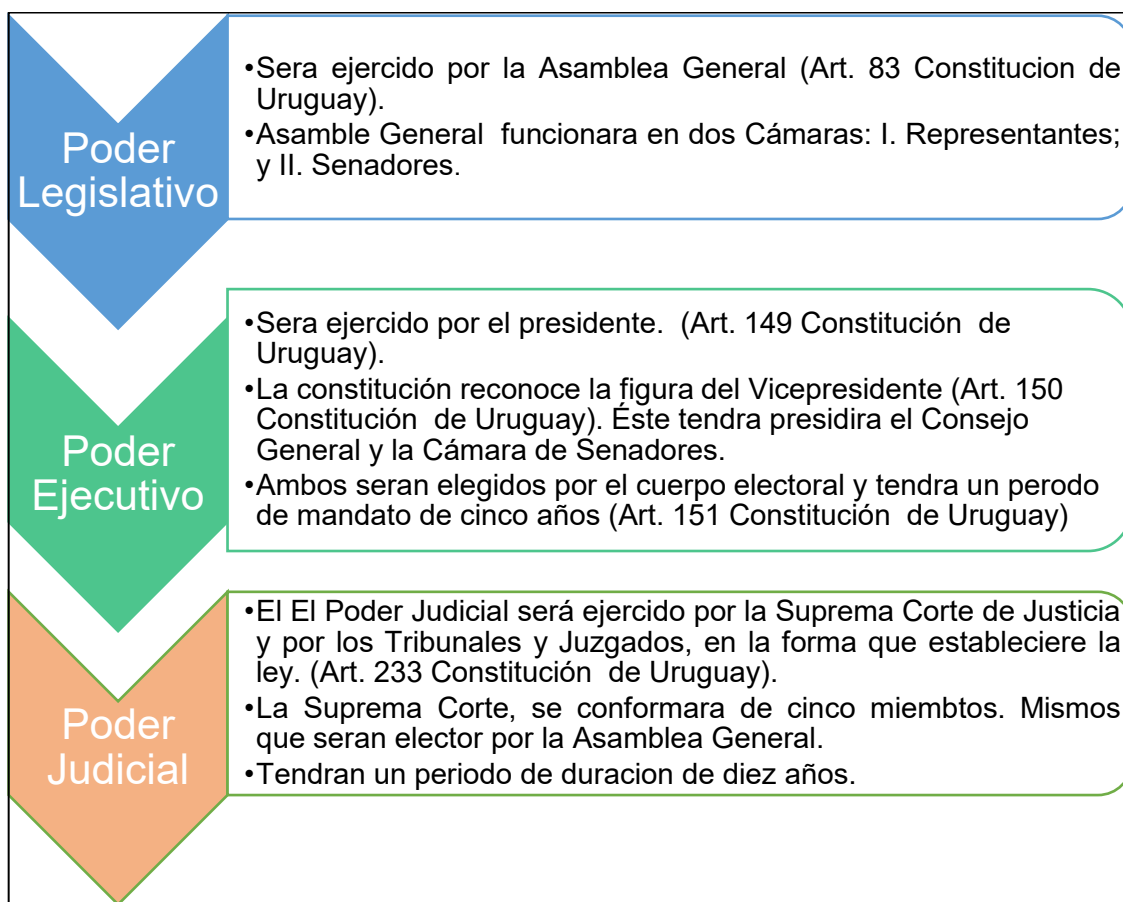 Poder
Legislativo
•Sera ejercido por la Asamblea General (Art. 83 Constitucion de
Uruguay).
•Asamble General funcionara en dos Cámaras: I. Representantes;
y II. Senadores.
Poder
Ejecutivo
•Sera ejercido por el presidente. (Art. 149 Constitución de
Uruguay).
•La constitución reconoce la figura del Vicepresidente (Art. 150
Constitución de Uruguay). Éste tendra presidira el Consejo
General y la Cámara de Senadores.
•Ambos seran elegidos por el cuerpo electoral y tendra un perodo
de mandato de cinco años (Art. 151 Constitución de Uruguay)
Poder
Judicial
•El El Poder Judicial será ejercido por la Suprema Corte de Justicia
y por los Tribunales y Juzgados, en la forma que estableciere la
ley. (Art. 233 Constitución de Uruguay).
•La Suprema Corte, se conformara de cinco miembtos. Mismos
que seran elector por la Asamblea General.
•Tendran un periodo de duracion de diez años.